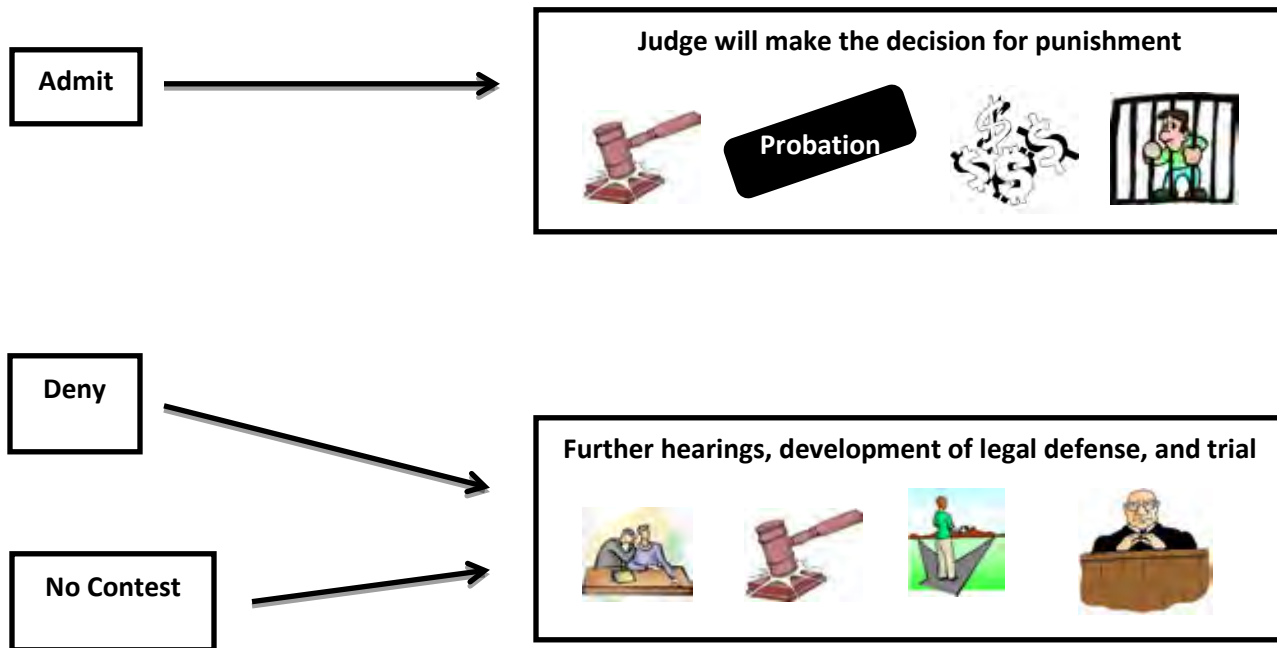 Admit
Judge will make the decision for punishment
Probation
Deny
Further hearings, development of legal defense, and trial
No Contest